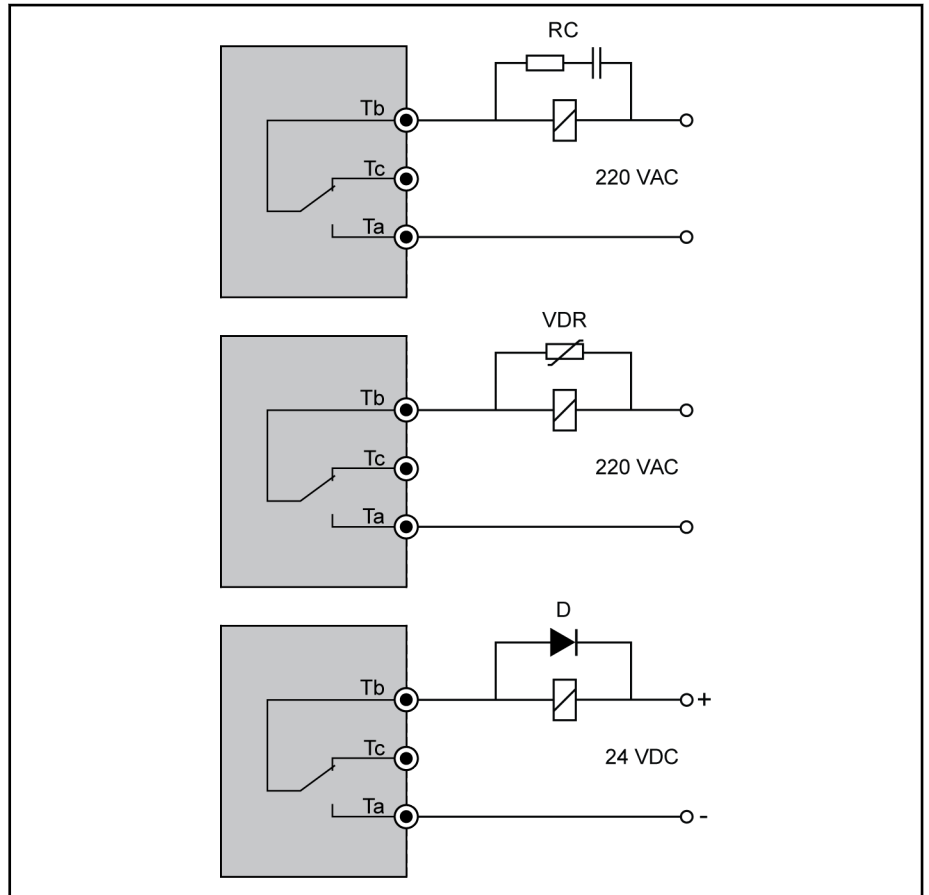 RC
Tb
Tc
220 VAC
Ta
VDR
Tb
Tc
220 VAC
Ta
D
Tb
+
Tc
24 VDC
Ta
-